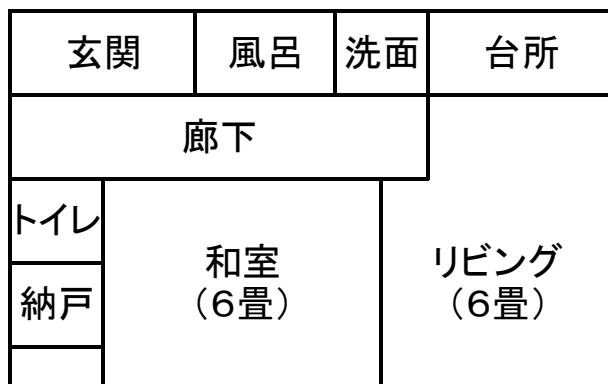 玄関
風呂
洗面
台所
廊下
トイレ
和室
（６畳）
リビング
（６畳）
納戸